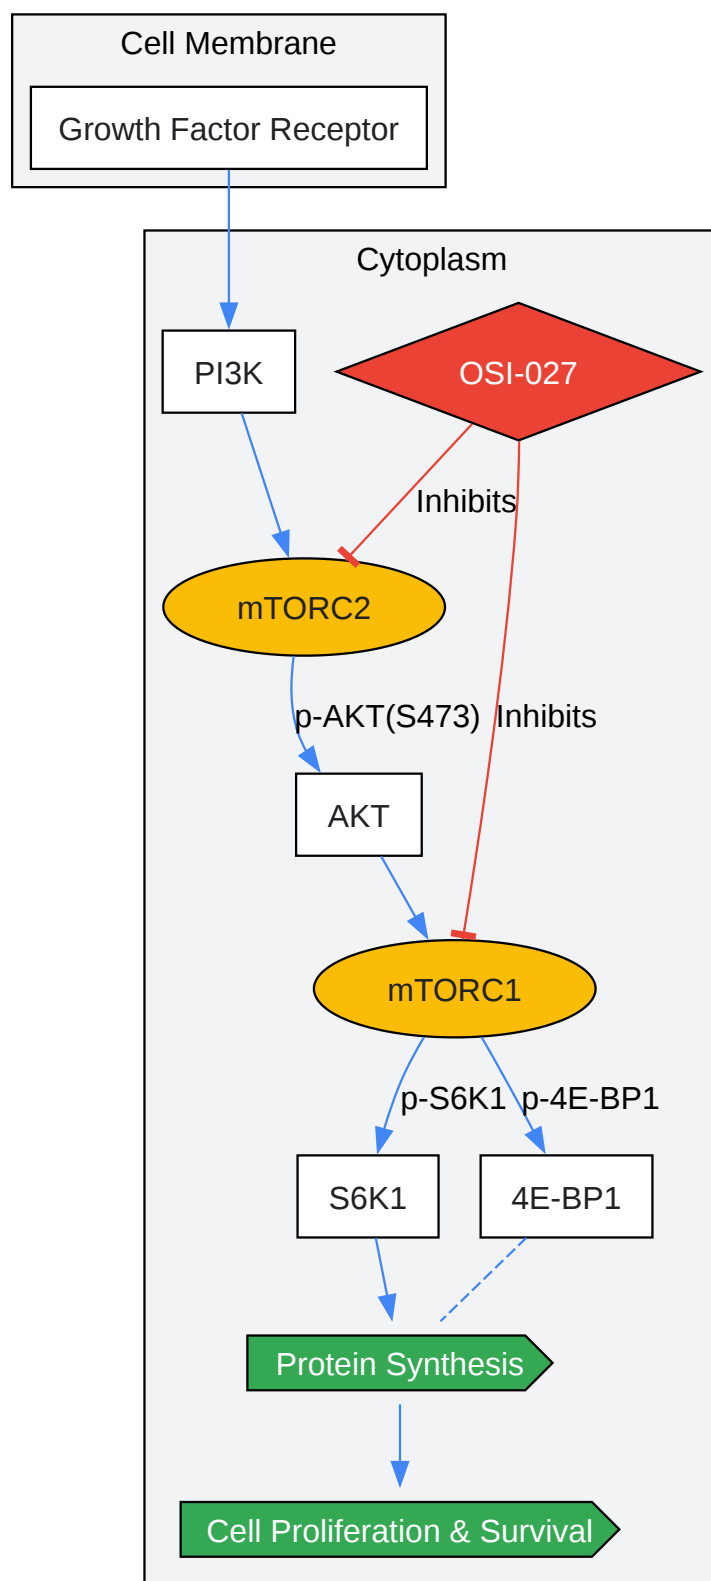 Cell Membrane
Growth Factor Receptor
Cytoplasm
PI3K
OSI-027
Inhibits
mTORC2
p-AKT(S473)
Inhibits
AKT
mTORC1
p-S6K1
p-4E-BP1
S6K1
4E-BP1
Protein Synthesis
Cell Proliferation & Survival